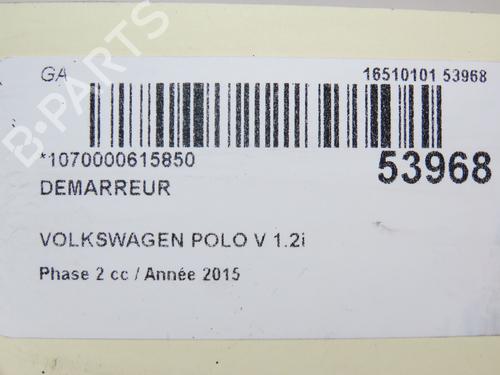 GA
16510101 53968
*1070000615850
53968
DEMARREUR
VOLKSWAGEN POLO V 1.2i
Phase 2 cc / Année 2015
B-PARTS